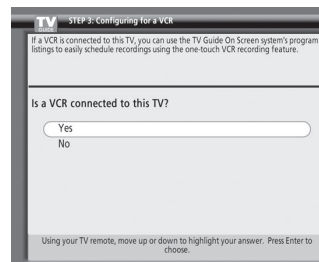 TV
GUIDE
STEP 3: Configuring for a VCR
If a VCR is connected to this TV, you can use the TV Guide On Screen system's program
listings to easily schedule recordings using the one-touch VCR recording feature.
Is a VCR connected to this TV?
Yes
No
Using your TV remote, move up or down to highlight your answer. Press Enter to
choose.